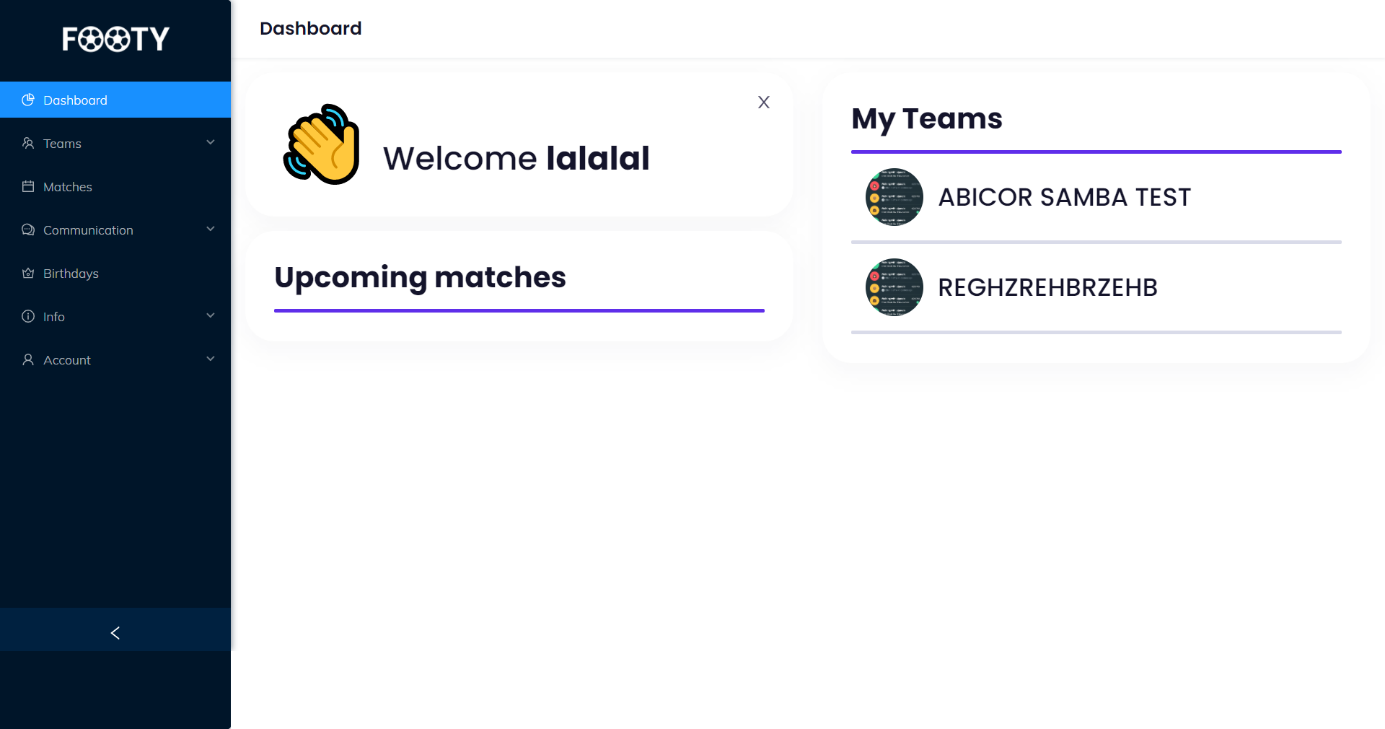 FOOTY
Dashboard
Teams
Matches
Communication
Birthdays
Info
Account
Dashboard
X
Welcome lalalal
Upcoming matches
My Teams
ABICOR SAMBA TEST
REGHZREHBRZEHB